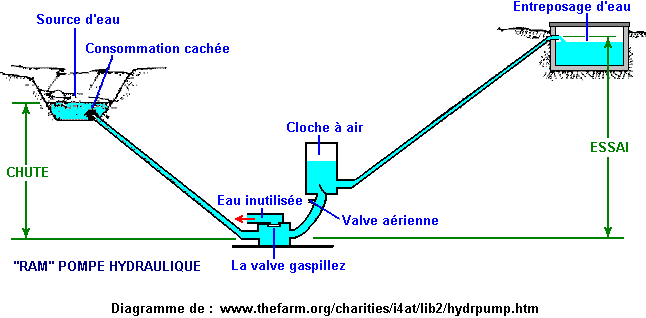 Source d'eau
Entreposage d'eau
Consommation cachée
Cloche à air
ESSAI
CHUTE
Eau inutilisée
Valve aérienne
"RAM" POMPE HYDRAULIQUE
La valve gaspillez
Diagramme de : www.thefarm.org/charities/i4at/lib2/hydrpump.htm